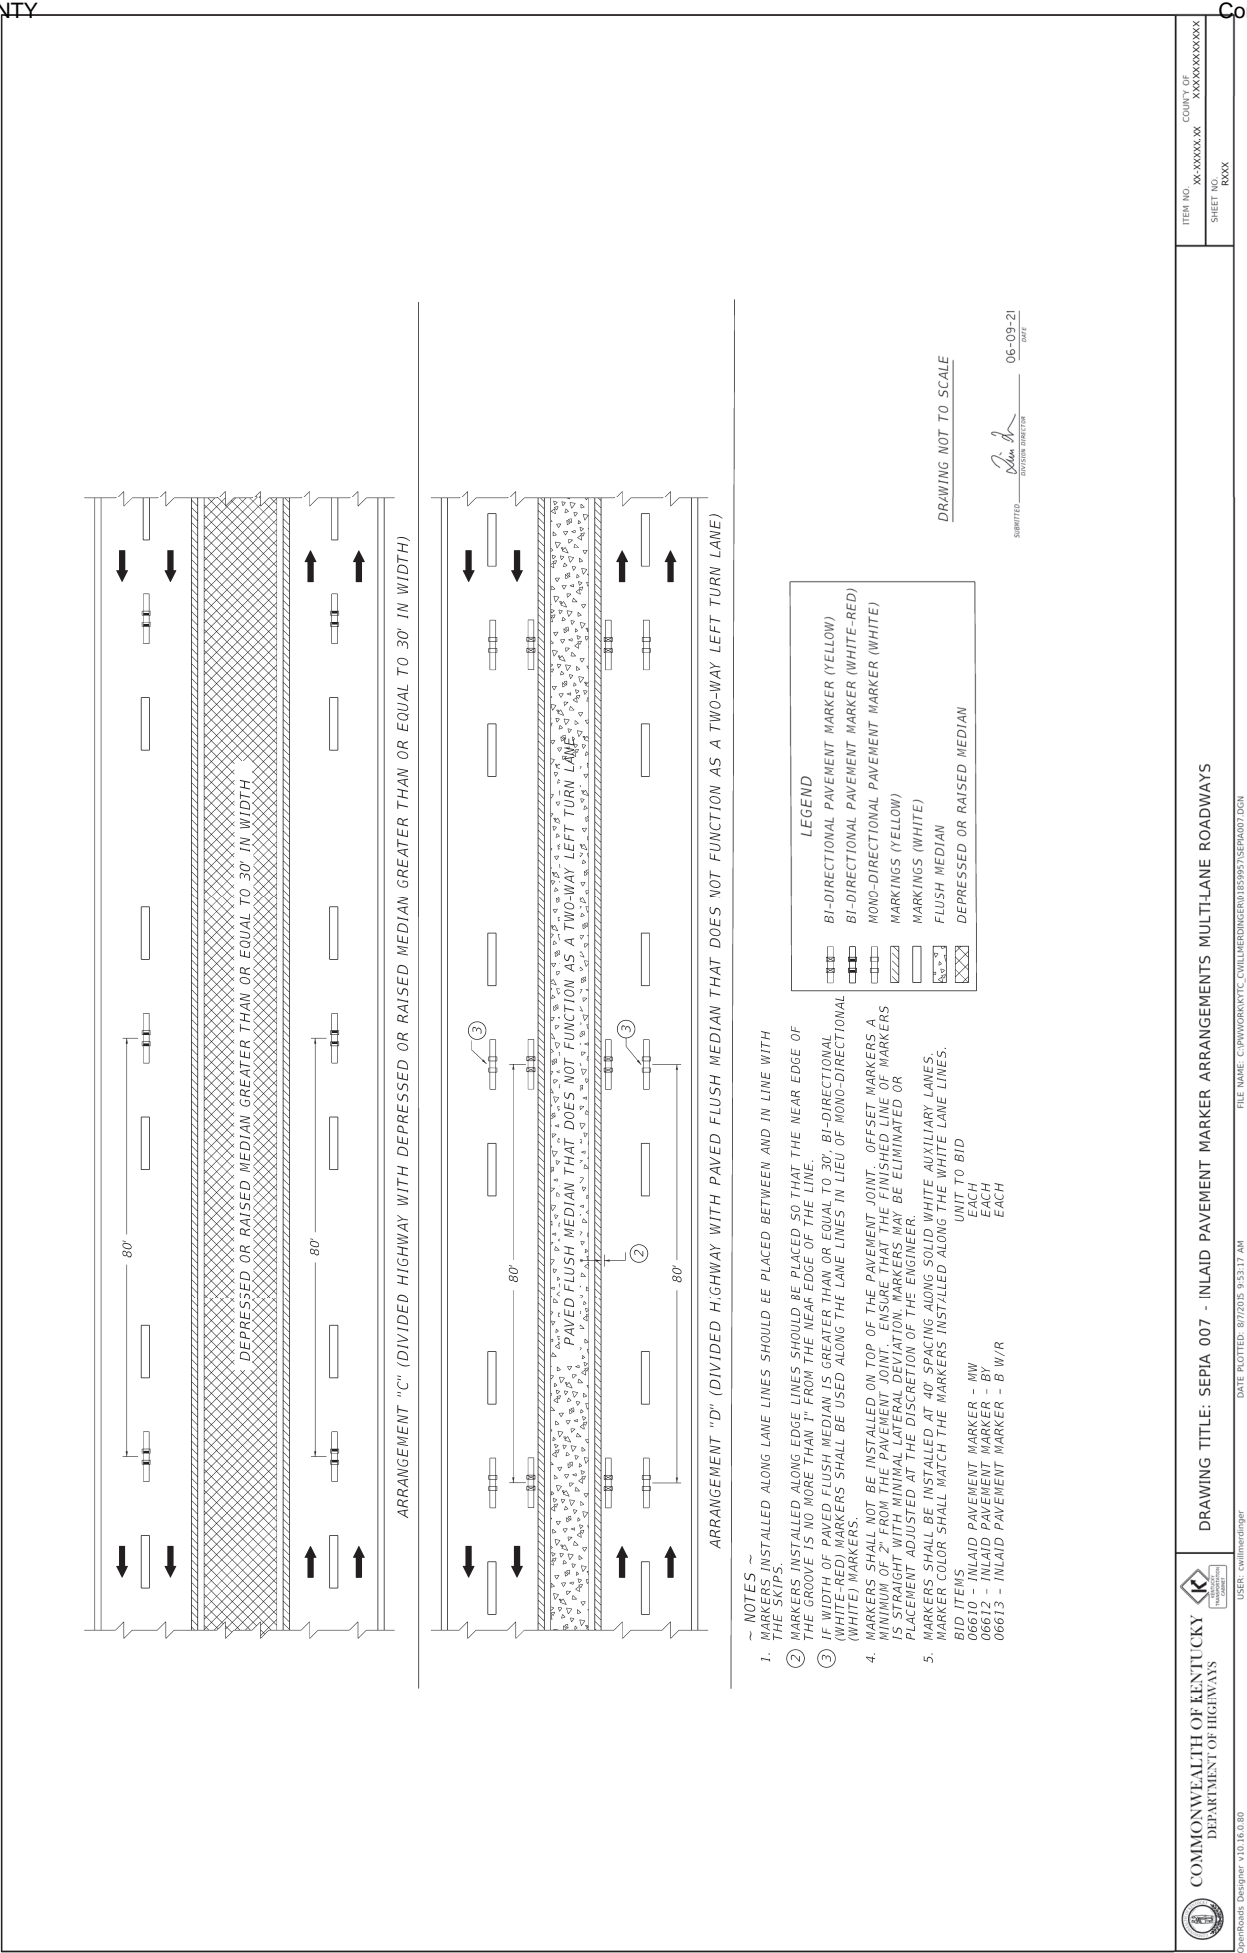 NTY
Co
80'
DEPRESSED OR RAISED MEDIAN GREATER THAN OR EQUAL TO 30' IN WIDTH
80'
ARRANGEMENT "C" (DIVIDED HIGHWAY WITH DEPRESSED OR RAISED MEDIAN GREATER THAN OR EQUAL TO 30' IN WIDTH)
3
80'
PAVED FLUSH MEDIAN THAT DOES NOT FUNCTION AS A TWO-WAY LEFT TURN LANE
3
2
80'
ARRANGEMENT "D" (DIVIDED HIGHWAY WITH PAVED FLUSH MEDIAN THAT DOES NOT FUNCTION AS A TWO-WAY LEFT TURN LANE)
~ NOTES ~
1. MARKERS INSTALLED ALONG LANE LINES SHOULD BE PLACED BETWEEN AND IN LINE WITH
THE SKIPS.
2 MARKERS INSTALLED ALONG EDGE LINES SHOULD BE PLACED SO THAT THE NEAR EDGE OF
THE GROOVE IS NO MORE THAN 1" FROM THE NEAR EDGE OF THE LINE.
3 IF WIDTH OF PAVED FLUSH MEDIAN IS GREATER THAN OR EQUAL TO 30', BI-DIRECTIONAL
(WHITE-RED) MARKERS SHALL BE USED ALONG THE LANE LINES IN LIEU OF MONO-DIRECTIONAL
(WHITE) MARKERS.
4. MARKERS SHALL NOT BE INSTALLED ON TOP OF THE PAVEMENT JOINT. OFFSET MARKERS A
MINIMUM OF 2" FROM THE PAVEMENT JOINT. ENSURE THAT THE FINISHED LINE OF MARKERS
IS STRAIGHT WITH MINIMAL LATERAL DEVIATION. MARKERS MAY BE ELIMINATED OR
PLACEMENT ADJUSTED AT THE DISCRETION OF THE ENGINEER.
5. MARKERS SHALL BE INSTALLED AT 40' SPACING ALONG SOLID WHITE AUXILIARY LANES.
MARKER COLOR SHALL MATCH THE MARKERS INSTALLED ALONG THE WHITE LANE LINES.
BID ITEMS UNIT TO BID
06610 - INLAID PAVEMENT MARKER - MW EACH
06612 - INLAID PAVEMENT MARKER - BY EACH
06613 - INLAID PAVEMENT MARKER - B W/R EACH
LEGEND
BI-DIRECTIONAL PAVEMENT MARKER (YELLOW)
BI-DIRECTIONAL PAVEMENT MARKER (WHITE-RED)
MONO-DIRECTIONAL PAVEMENT MARKER (WHITE)
MARKINGS (YELLOW)
MARKINGS (WHITE)
FLUSH MEDIAN
DEPRESSED OR RAISED MEDIAN
DRAWING NOT TO SCALE
SUBMITTED
DIVISION DIRECTOR
06-09-21
DATE
COMMONWEALTH OF KENTUCKY
DEPARTMENT OF HIGHWAYS
KENTUCKY
TRANSPORTATION
CABINET
DRAWING TITLE: SEPIA 007 - INLAID PAVEMENT MARKER ARRANGEMENTS MULTI-LANE ROADWAYS
ITEM NO.
XX-XXXXX.XX
COUNTY OF
XXXXXXXXXXXXX
SHEET NO.
RXXX
OpenRoads Designer v10.16.0.80
USER: cwillmerdinger
DATE PLOTTED: 8/7/2025 9:53:17 AM
FILE NAME: C:\PWWORK\KYTC_CWILLMERDINGER\D1859957\SEPIA007.DGN